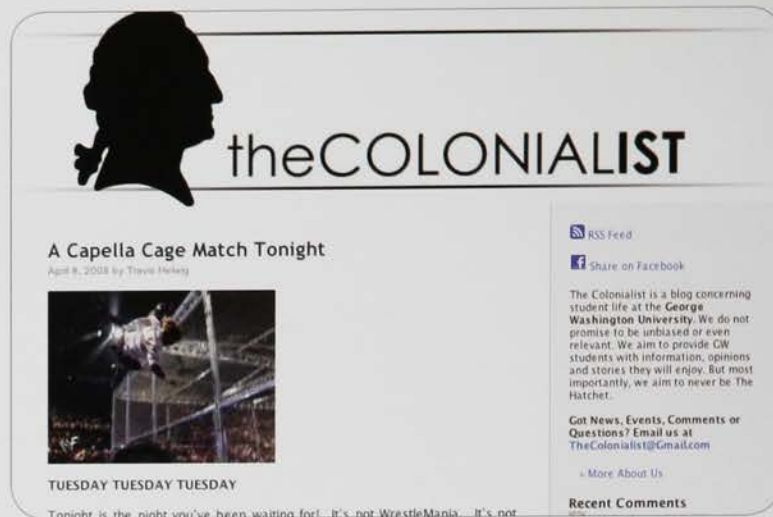 theCOLONIALIST
A Capella Cage Match Tonight
April 8, 2008 by Travis Helwig
TUESDAY TUESDAY TUESDAY
Tonight is the night you've been waiting for! It's not WrestleMania. It's not
RSS Feed
Share on Facebook
The Colonialist is a blog concerning
student life at the George
Washington University. We do not
promise to be unbiased or even
relevant. We aim to provide GW
students with information, opinions
and stories they will enjoy. But most
importantly, we aim to never be The
Hatchet.
Got News, Events, Comments or
Questions? Email us at
TheColonialist@Gmail.com
» More About Us
Recent Comments